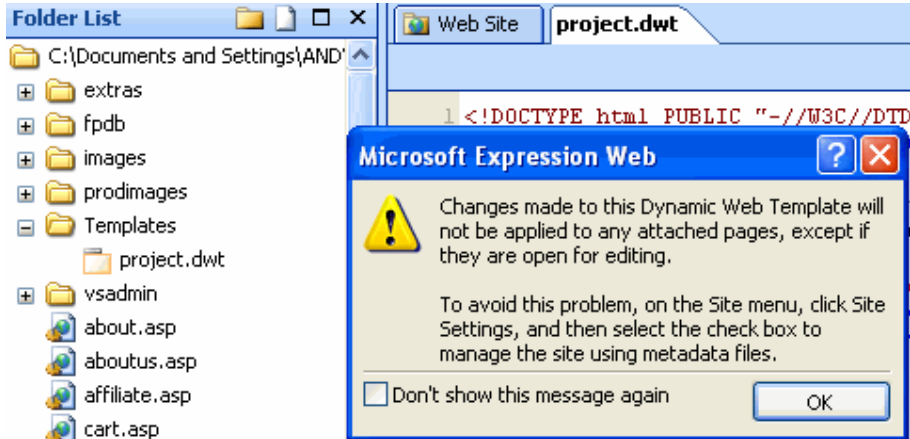 Folder List
Web Site
project.dwt
C:\Documents and Settings\AND'
extras
fpdb
images
prodimages
Templates
project.dwt
vsadmin
about.asp
aboutus.asp
affiliate.asp
cart.asp
1 <!DOCTYPE html PUBLIC "-//W3C//DTD
Microsoft Expression Web
Changes made to this Dynamic Web Template will
not be applied to any attached pages, except if
they are open for editing.
To avoid this problem, on the Site menu, click Site
Settings, and then select the check box to
manage the site using metadata files.
Don't show this message again
OK